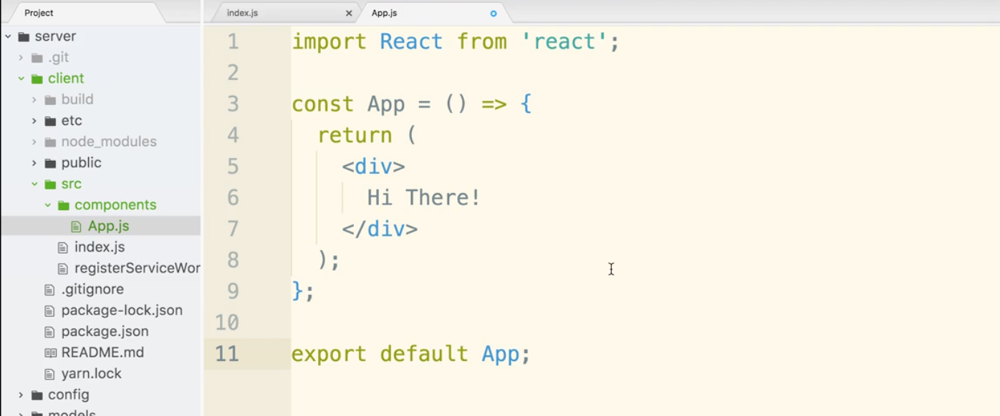 Project
server
.git
client
build
etc
node_modules
public
src
components
App.js
index.js
registerServiceWor
.gitignore
package-lock.json
package.json
README.md
yarn.lock
config
models
index.js
App.js
1 import React from 'react';
2
3 const App = () => {
4   return (
5     <div>
6       Hi There!
7     </div>
8   );
9 };
10
11 export default App;